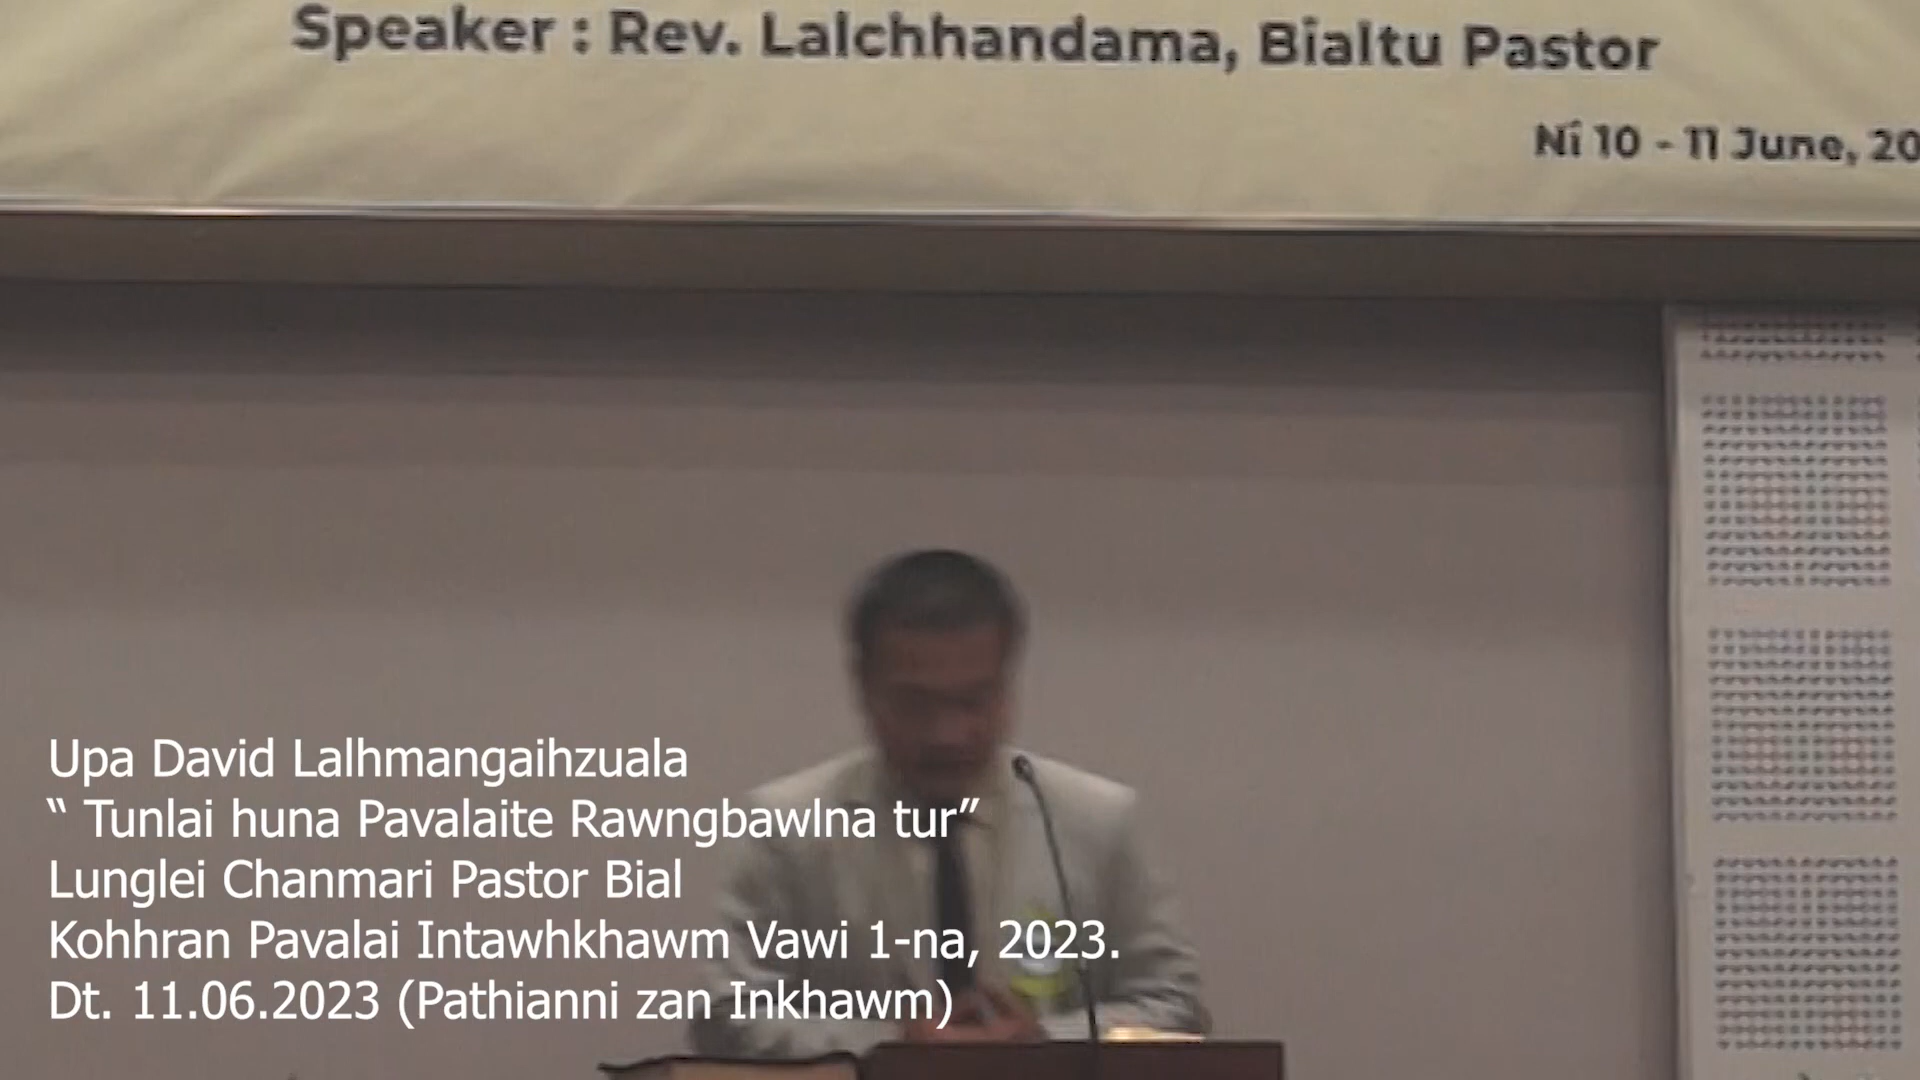 Speaker : Rev. Lalchhandama, Bialtu Pastor
Ni 10 - 11 June, 20
Upa David Lalhmangaihzuala
“ Tunlai huna Pavalaite Rawngbawlna tur”
Lunglei Chanmari Pastor Bial
Kohhran Pavalai Intawhkhawm Vawi 1-na, 2023.
Dt. 11.06.2023 (Pathianni zan Inkhawm)